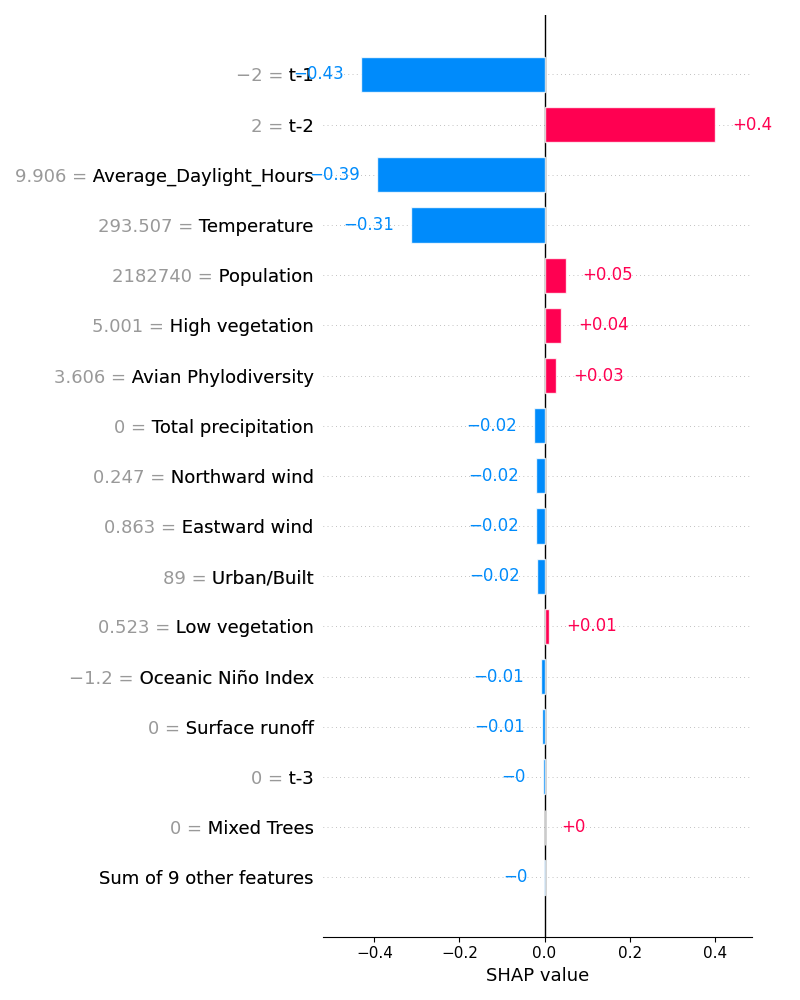 −2 = t-1 −0.43
2 = t-2 +0.4
9.906 = Average_Daylight_Hours −0.39
293.507 = Temperature −0.31
2182740 = Population +0.05
5.001 = High vegetation +0.04
3.606 = Avian Phylodiversity +0.03
0 = Total precipitation −0.02
0.247 = Northward wind −0.02
0.863 = Eastward wind −0.02
89 = Urban/Built −0.02
0.523 = Low vegetation +0.01
−1.2 = Oceanic Niño Index −0.01
0 = Surface runoff −0.01
0 = t-3 −0
0 = Mixed Trees +0
Sum of 9 other features −0
−0.4 −0.2 0.0 0.2 0.4
SHAP value